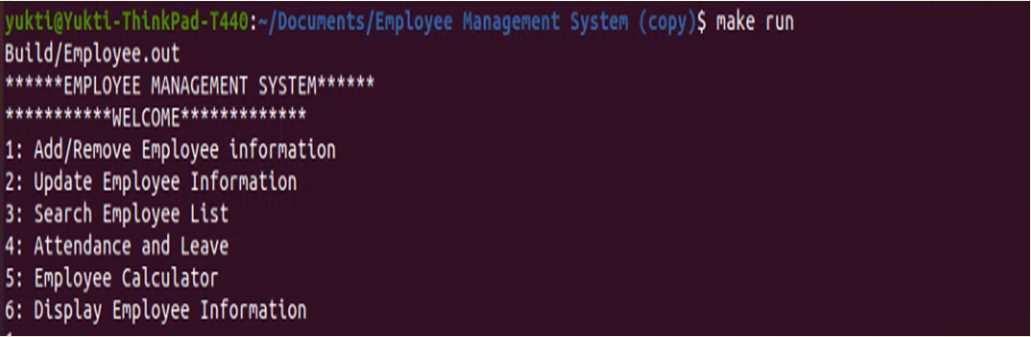 yukti@Yukti-ThinkPad-T440:~/Documents/Employee Management System (copy)$ make run
Build/Employee.out
******EMPLOYEE MANAGEMENT SYSTEM******
***********WELCOME*************
1: Add/Remove Employee information
2: Update Employee Information
3: Search Employee List
4: Attendance and Leave
5: Employee Calculator
6: Display Employee Information